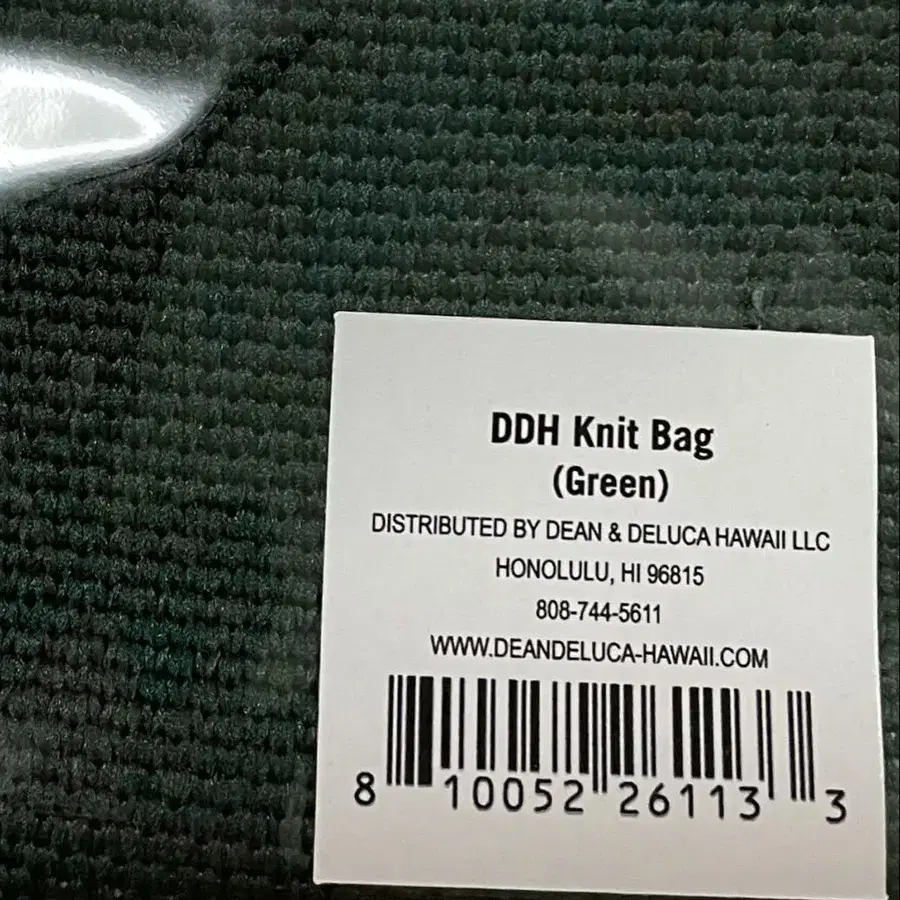 DDH Knit Bag
(Green)
DISTRIBUTED BY DEAN & DELUCA HAWAII LLC
HONOLULU, HI 96815
808-744-5611
WWW.DEANDELUCA-HAWAII.COM
8 10052 26113 3